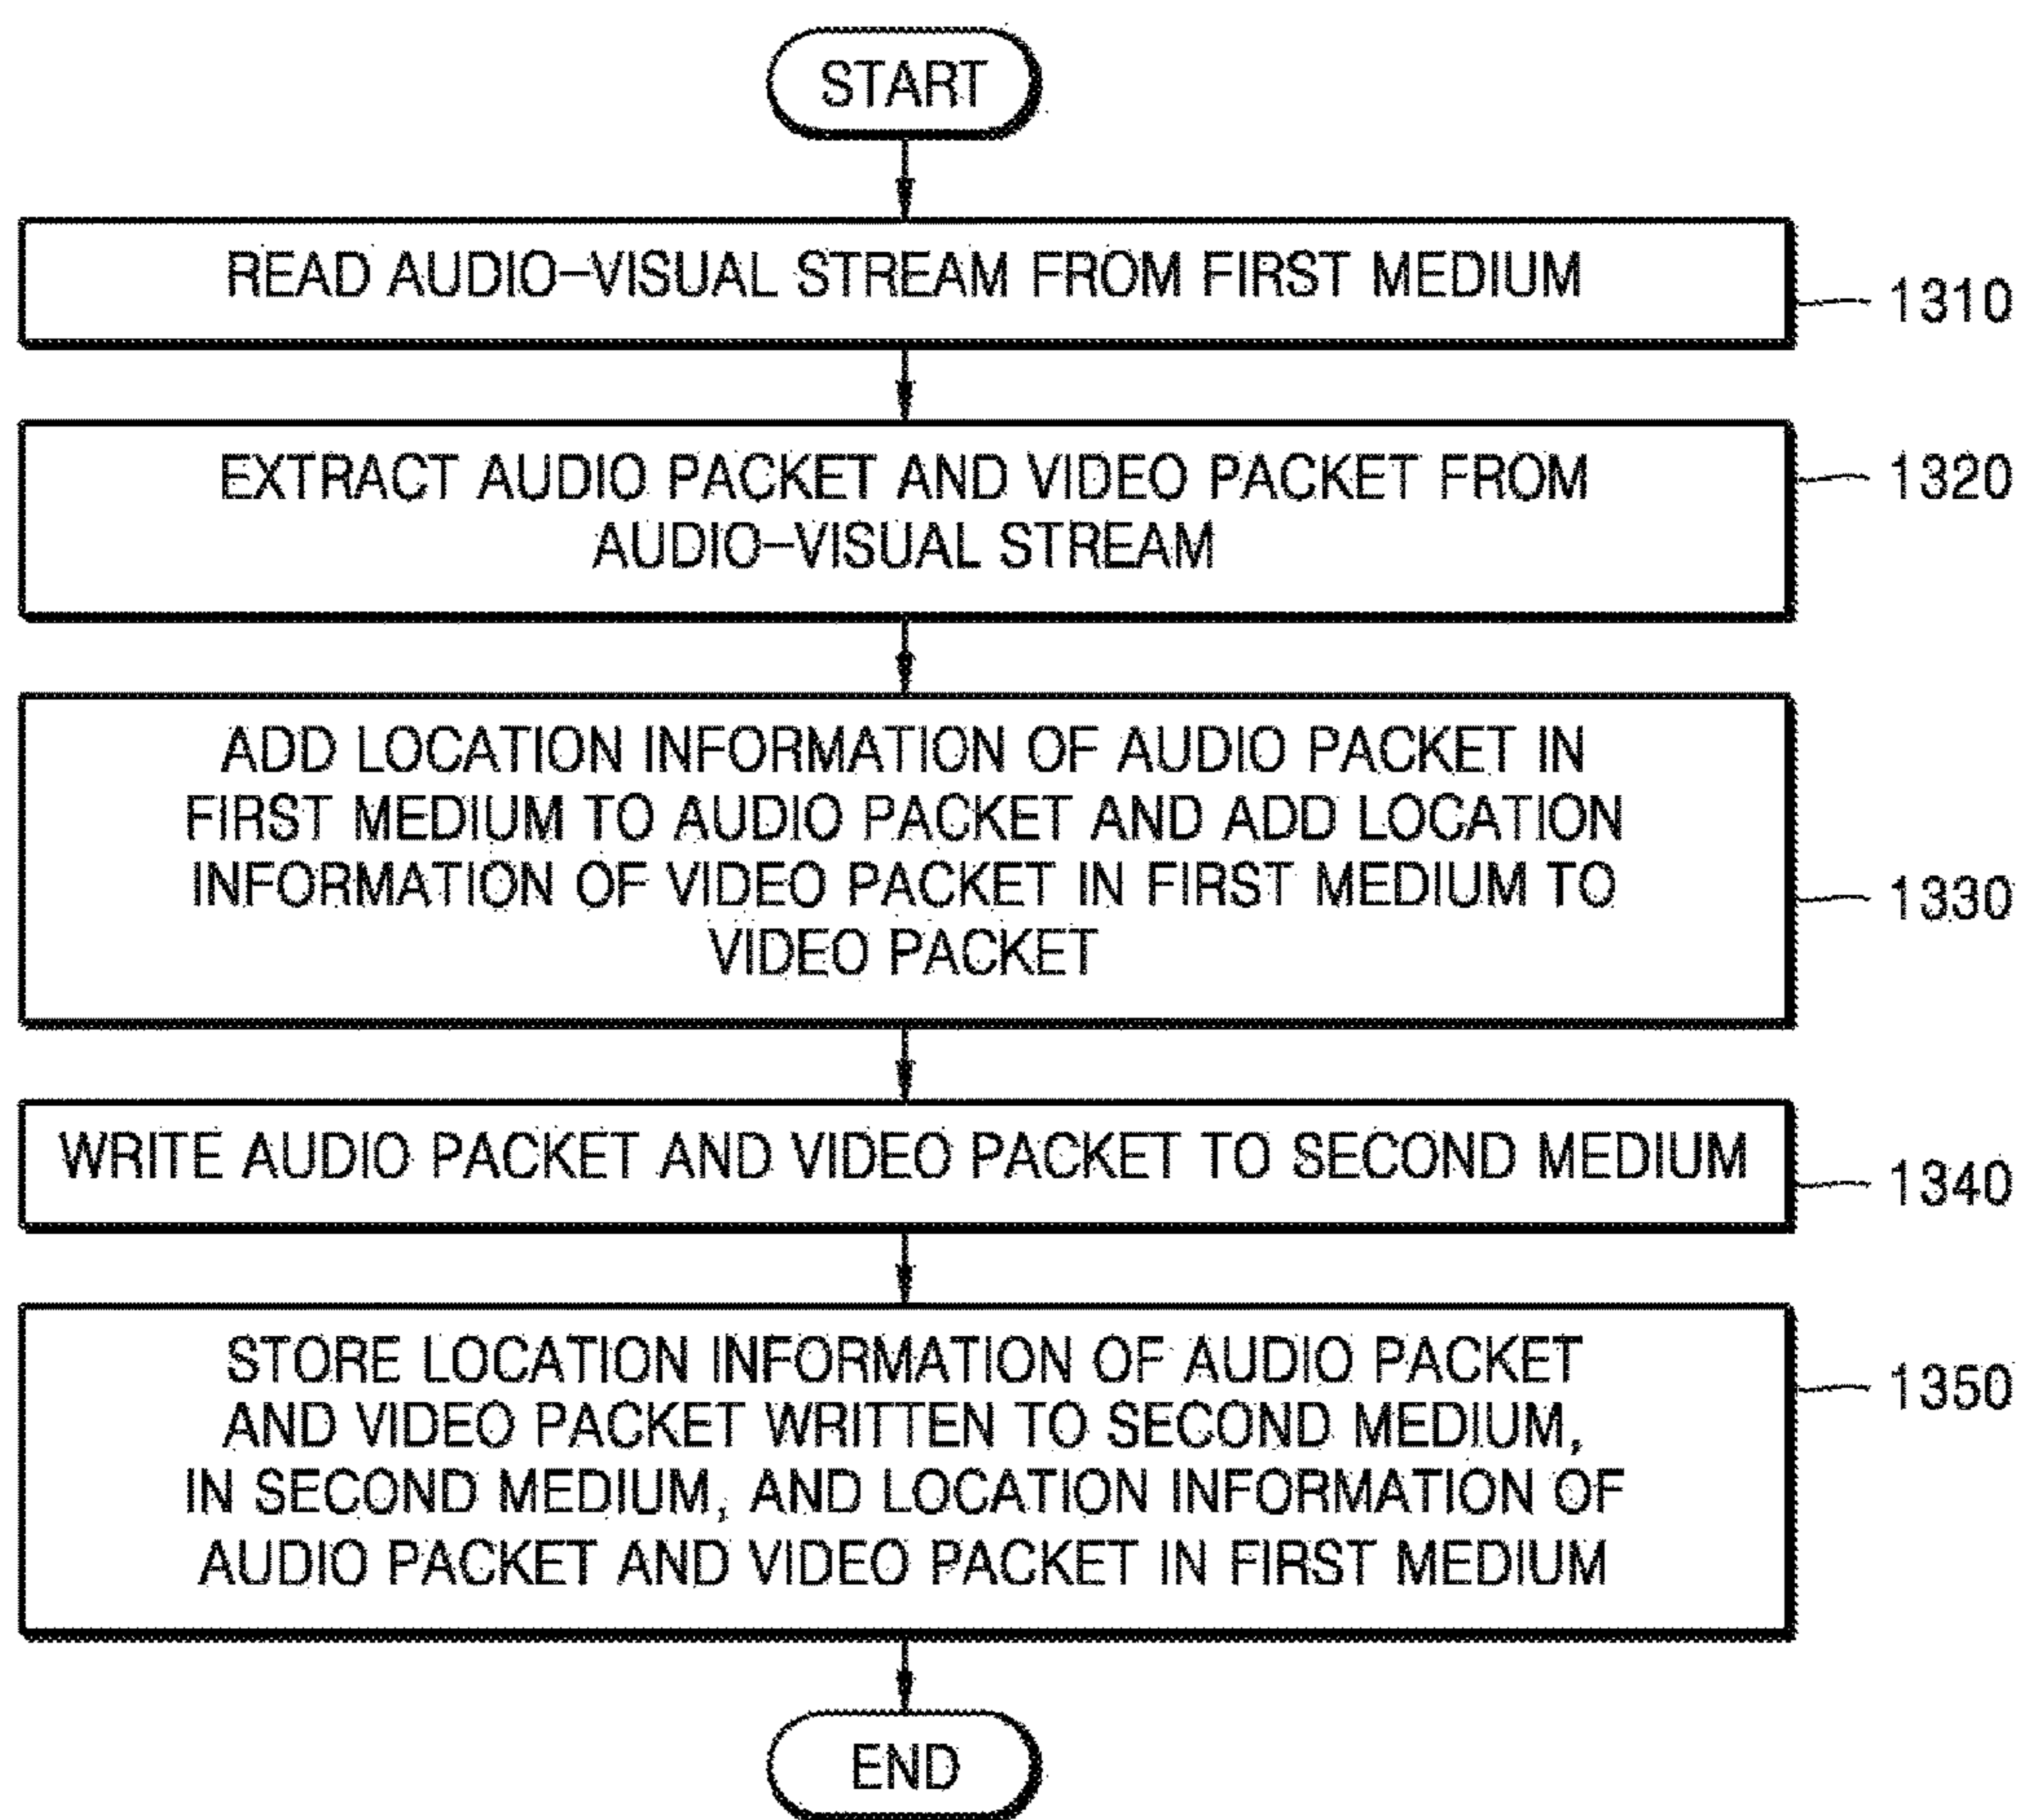 START
READ AUDIO-VISUAL STREAM FROM FIRST MEDIUM
1310
EXTRACT AUDIO PACKET AND VIDEO PACKET FROM
AUDIO-VISUAL STREAM
1320
ADD LOCATION INFORMATION OF AUDIO PACKET IN
FIRST MEDIUM TO AUDIO PACKET AND ADD LOCATION
INFORMATION OF VIDEO PACKET IN FIRST MEDIUM TO
VIDEO PACKET
1330
WRITE AUDIO PACKET AND VIDEO PACKET TO SECOND MEDIUM
1340
STORE LOCATION INFORMATION OF AUDIO PACKET
AND VIDEO PACKET WRITTEN TO SECOND MEDIUM,
IN SECOND MEDIUM, AND LOCATION INFORMATION OF
AUDIO PACKET AND VIDEO PACKET IN FIRST MEDIUM
1350
END